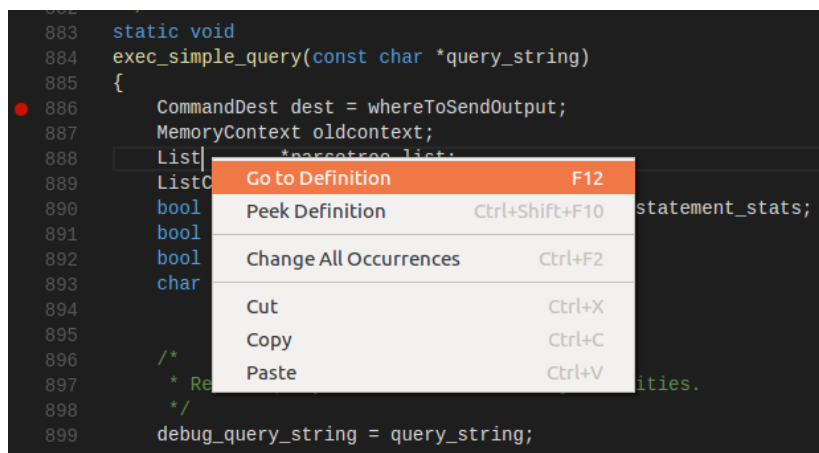 883 static void
884 exec_simple_query(const char *query_string)
885 {
886 CommandDest dest = whereToSendOutput;
887 MemoryContext oldcontext;
888 List *parsetree_list;
889 ListC
890 bool statement_stats;
891 bool
892 bool
893 char
894
895
896 /*
897 * Re ities.
898 */
899 debug_query_string = query_string;
Go to Definition F12
Peek Definition Ctrl+Shift+F10
Change All Occurrences Ctrl+F2
Cut Ctrl+X
Copy Ctrl+C
Paste Ctrl+V